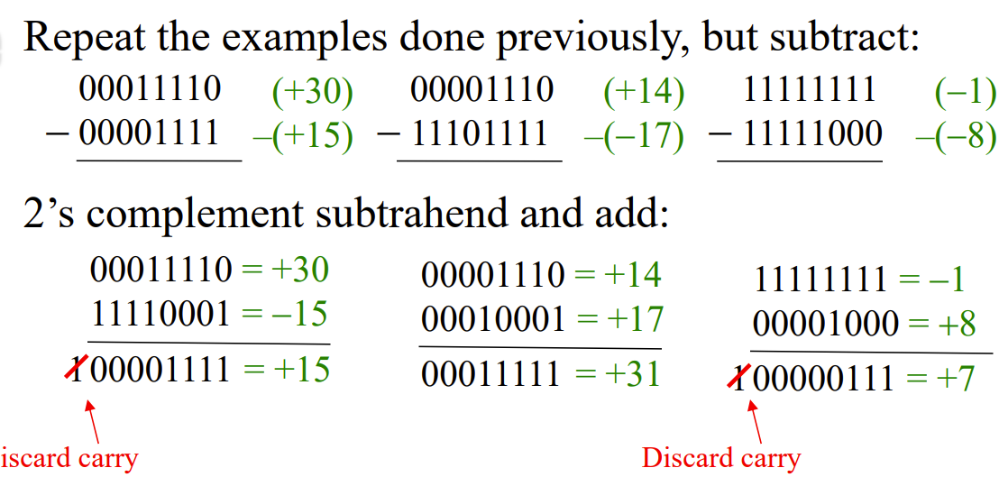 Repeat the examples done previously, but subtract:
00011110 (+30) 00001110 (+14) 11111111 (–1)
– 00001111 –(+15) – 11101111 –(–17) – 11111000 –(–8)
2’s complement subtrahend and add:
00011110 = +30 00001110 = +14 11111111 = –1
11110001 = –15 00010001 = +17 00001000 = +8
100001111 = +15 00011111 = +31 100000111 = +7
iscard carry Discard carry